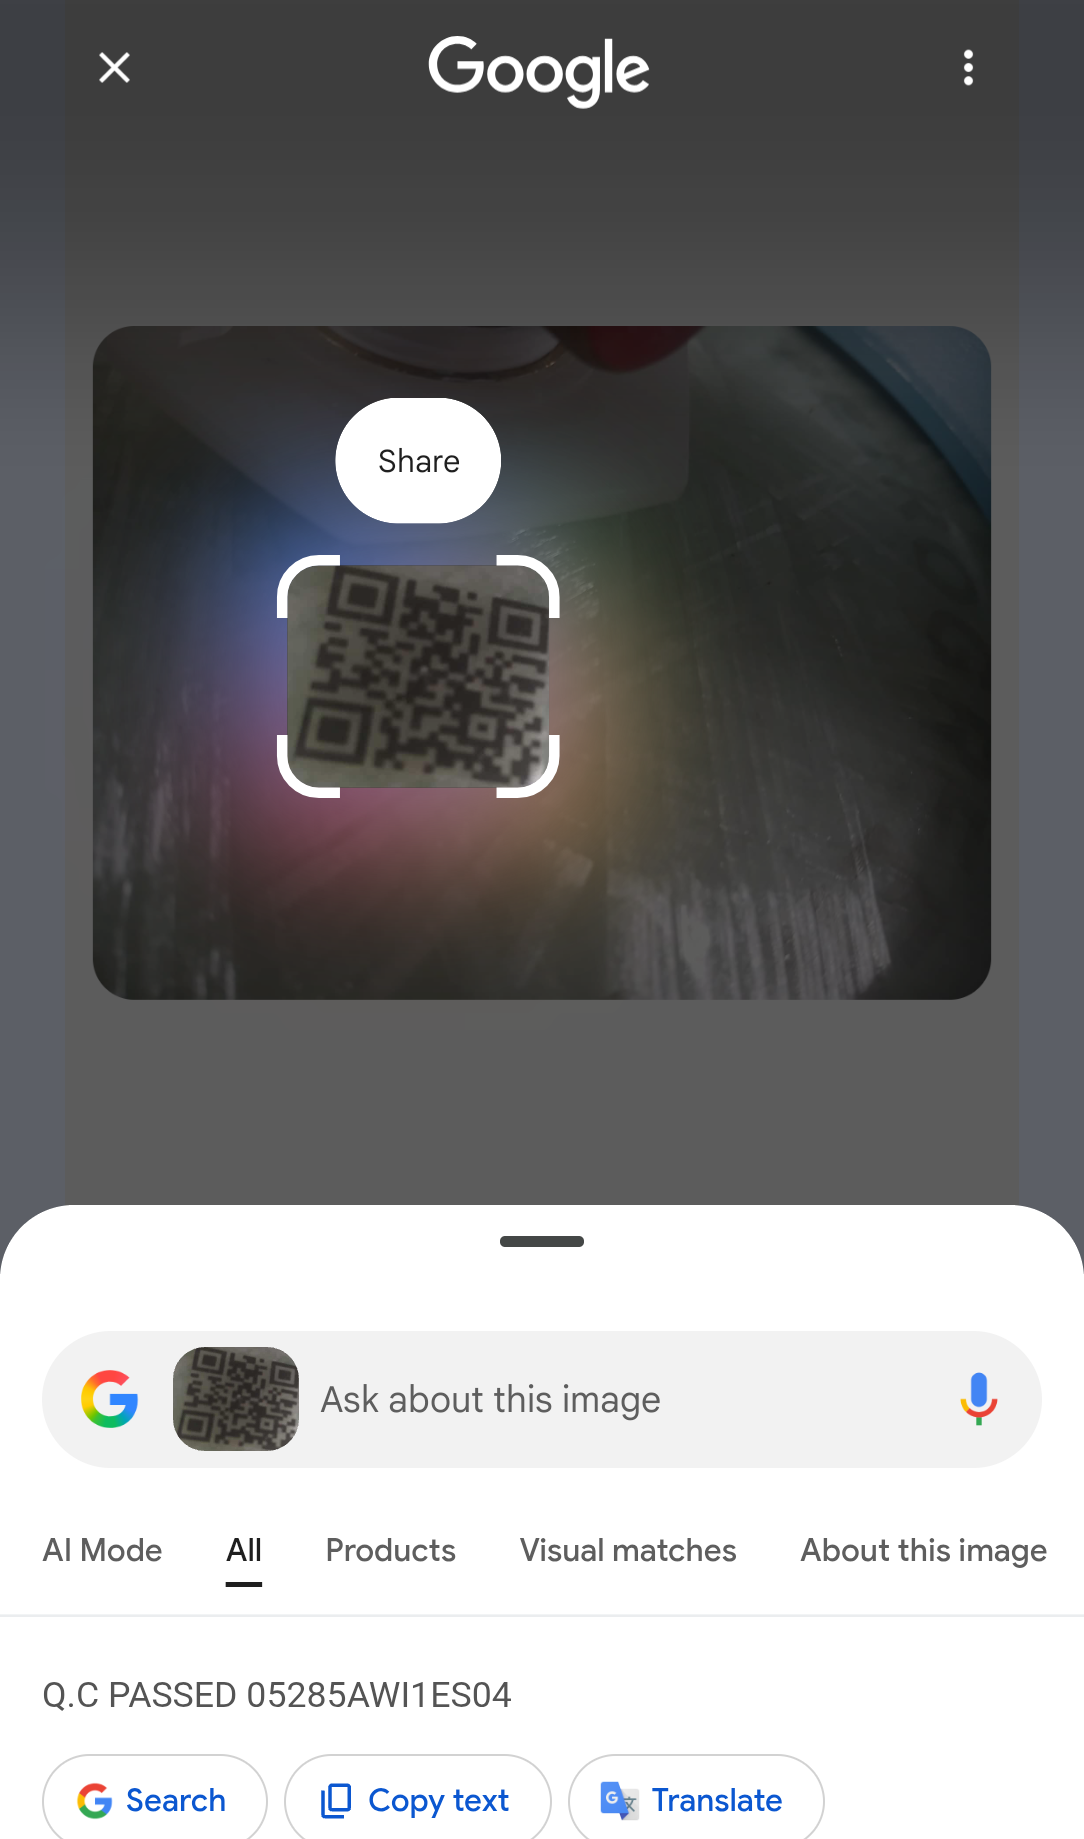 Google
Share
Ask about this image
AI Mode All Products Visual matches About this image
Q.C PASSED 05285AWI1ES04
Search Copy text Translate